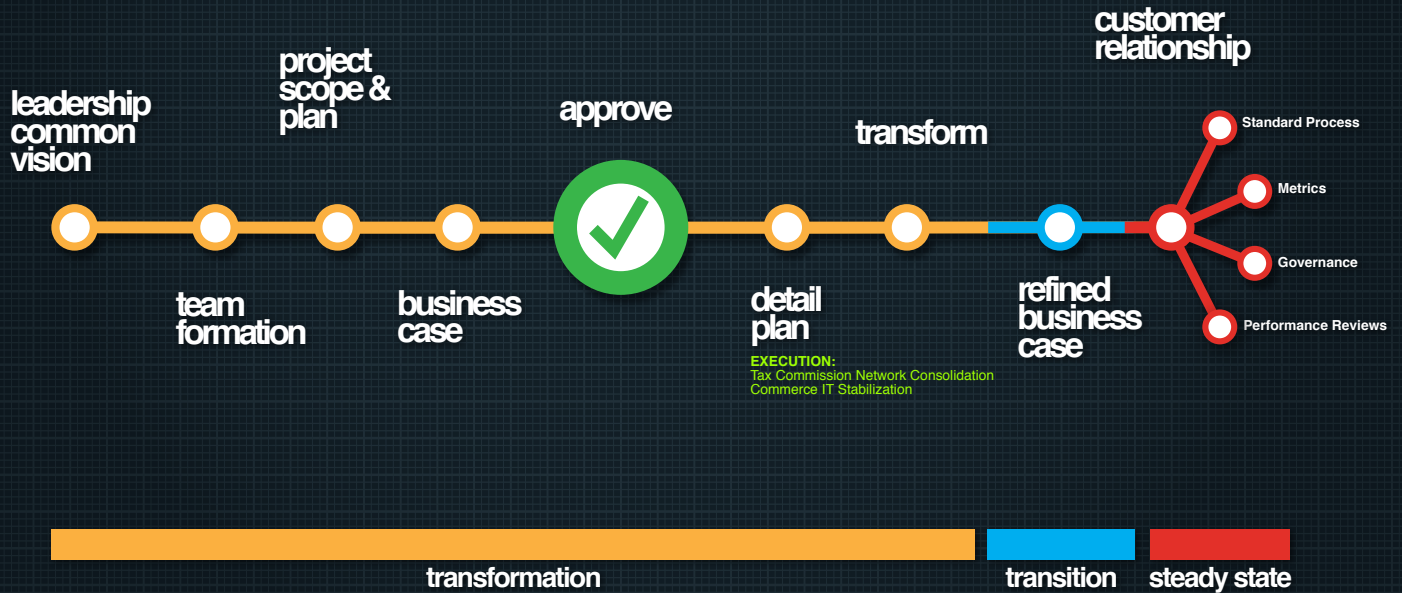 leadership
common
vision
team
formation
project
scope &
plan
business
case
approve
detail
plan
EXECUTION:
Tax Commission Network Consolidation
Commerce IT Stabilization
transform
refined
business
case
customer
relationship
Standard Process
Metrics
Governance
Performance Reviews
transformation
transition
steady state